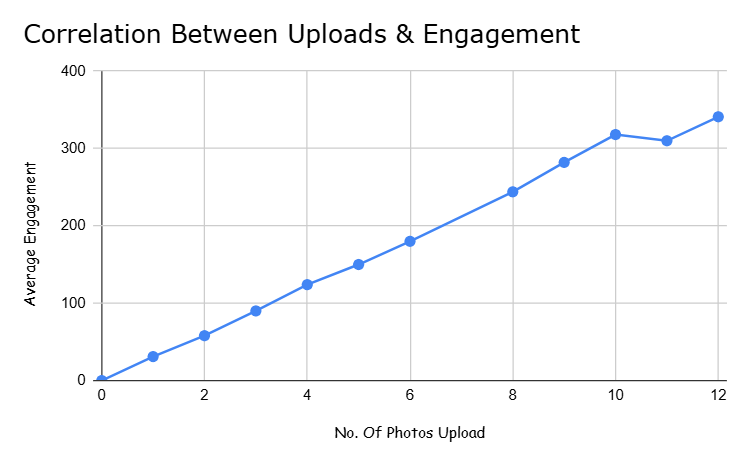 Correlation Between Uploads & Engagement
400
300
200
100
0
Average Engagement
0 2 4 6 8 10 12
No. Of Photos Upload